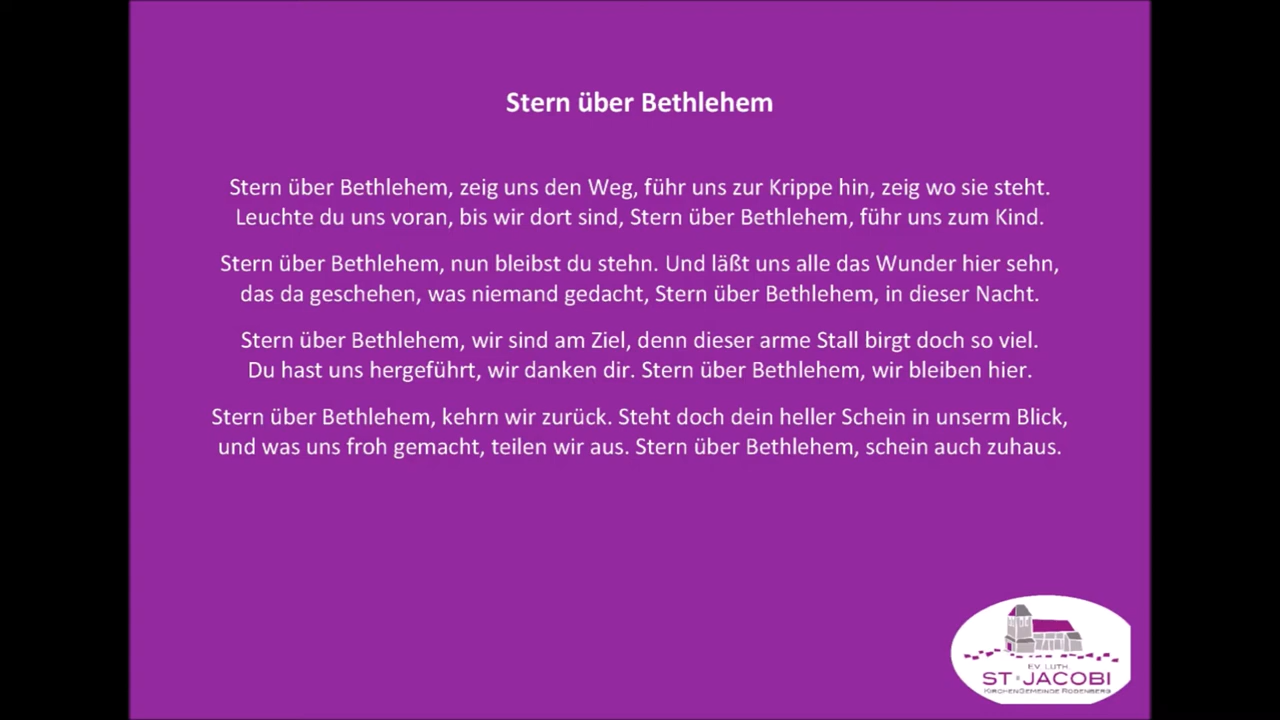 Stern über Bethlehem
Stern über Bethlehem, zeig uns den Weg, führ uns zur Krippe hin, zeig wo sie steht.
Leuchte du uns voran, bis wir dort sind, Stern über Bethlehem, führ uns zum Kind.
Stern über Bethlehem, nun bleibst du stehn. Und läßt uns alle das Wunder hier sehn,
das da geschehen, was niemand gedacht, Stern über Bethlehem, in dieser Nacht.
Stern über Bethlehem, wir sind am Ziel, denn dieser arme Stall birgt doch so viel.
Du hast uns hergeführt, wir danken dir. Stern über Bethlehem, wir bleiben hier.
Stern über Bethlehem, kehrn wir zurück. Steht doch dein heller Schein in unserm Blick,
und was uns froh gemacht, teilen wir aus. Stern über Bethlehem, schein auch zuhaus.
EV. LUTH.
ST. JACOBI
KIRCHENGEMEINDE RODENBERG